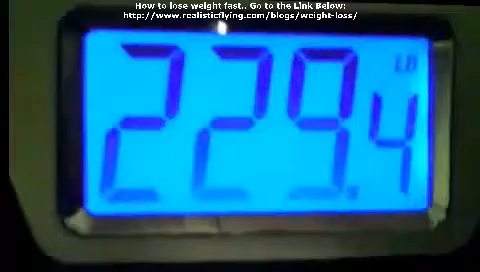 How to lose weight fast.. Go to the Link Below:
http://www.realisticflying.com/blogs/weight-loss/
LB
229.4